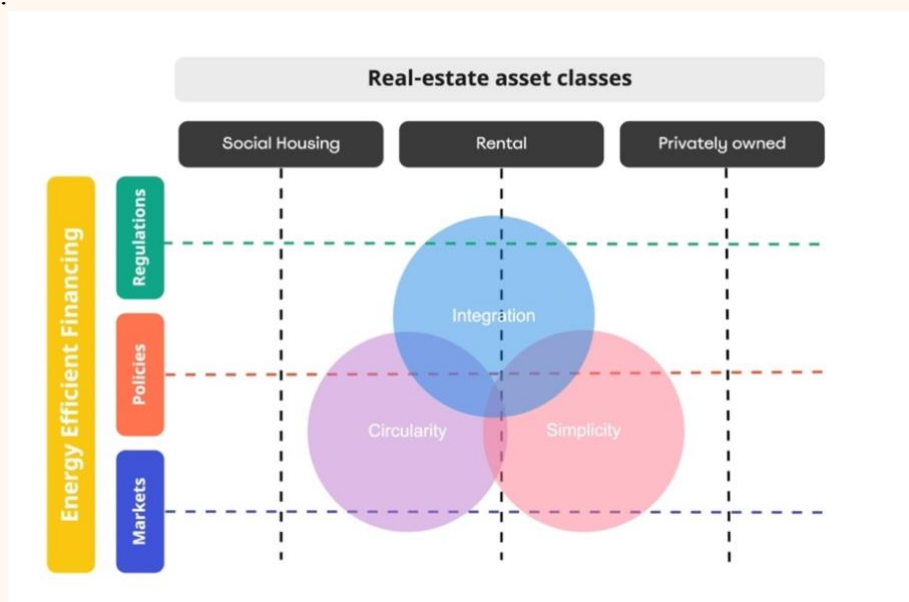 Real-estate asset classes
Social Housing
Rental
Privately owned
Energy Efficient Financing
Regulations
Policies
Markets
Integration
Circularity
Simplicity